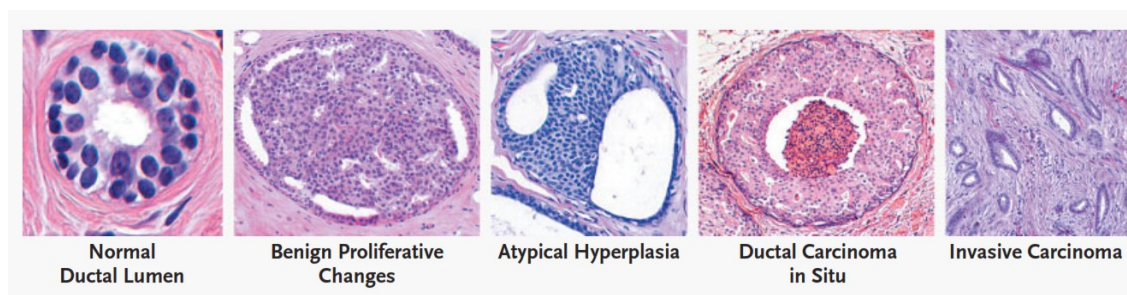 Normal
Ductal Lumen
Benign Proliferative
Changes
Atypical Hyperplasia
Ductal Carcinoma
in Situ
Invasive Carcinoma